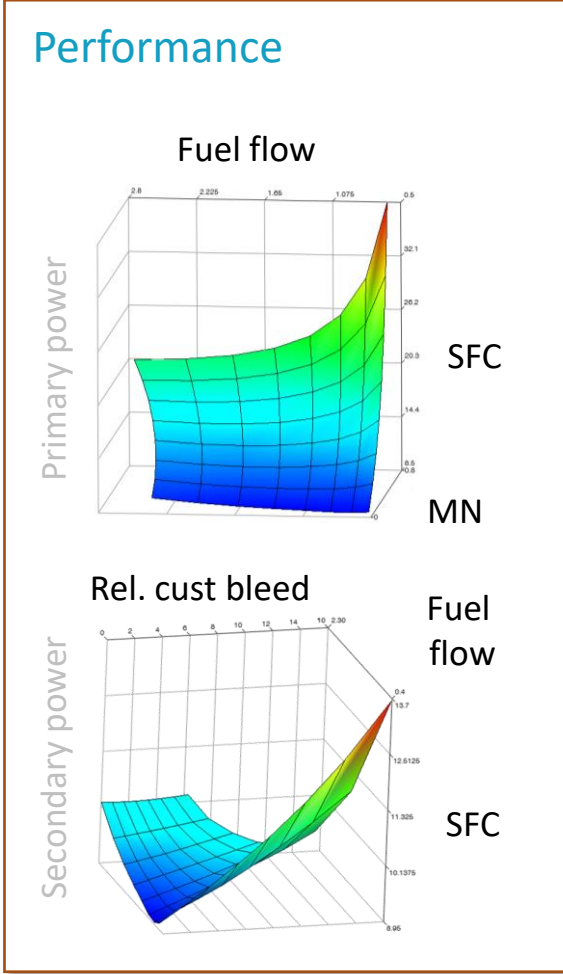 Performance
Fuel flow
2.8 2.225 1.65 1.075 0.5
32.1
26.2
Primary power
20.3
SFC
14.4
8.5
0.8
MN
0
Rel. cust bleed
Fuel
flow
0 2 4 6 8 10 12 14 16 2.30
0.4
13.7
Secondary power
12.5125
11.325
SFC
10.1375
8.95